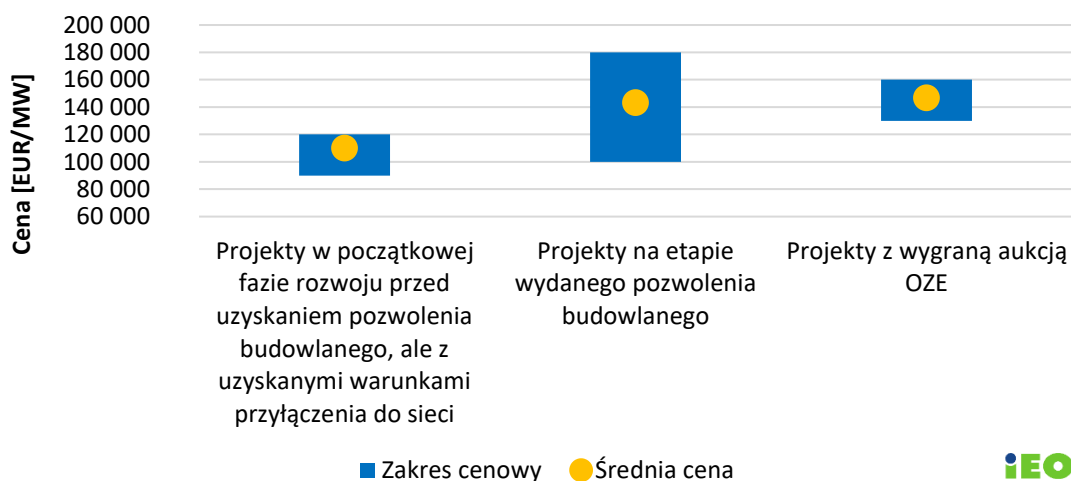 Cena [EUR/MW]
200 000
180 000
160 000
140 000
120 000
100 000
80 000
60 000
Projekty w początkowej
fazie rozwoju przed
uzyskaniem pozwolenia
budowlanego, ale z
uzyskanymi warunkami
przyłączenia do sieci
Projekty na etapie
wydanego pozwolenia
budowlanego
Projekty z wygraną aukcją
OZE
Zakres cenowy
Średnia cena
iEO